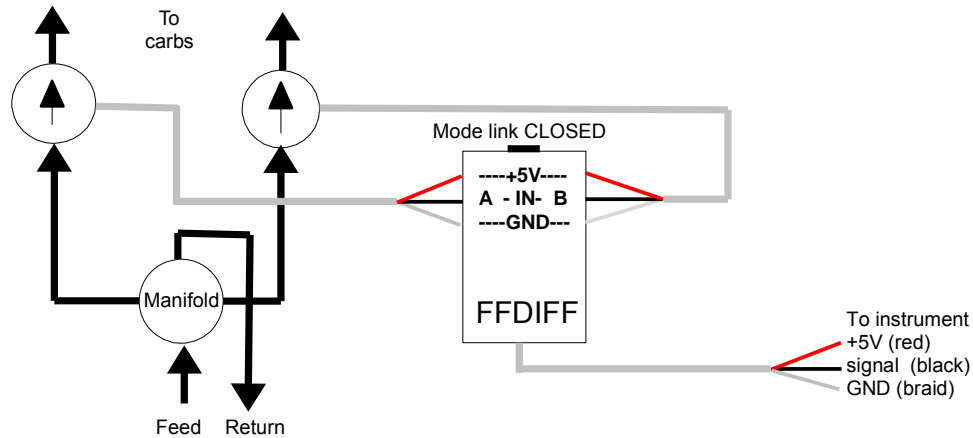 To
carbs
Mode link CLOSED
----+5V----
A - IN- B
----GND---
Manifold
FFDIFF
To instrument
+5V (red)
signal (black)
GND (braid)
Feed
Return